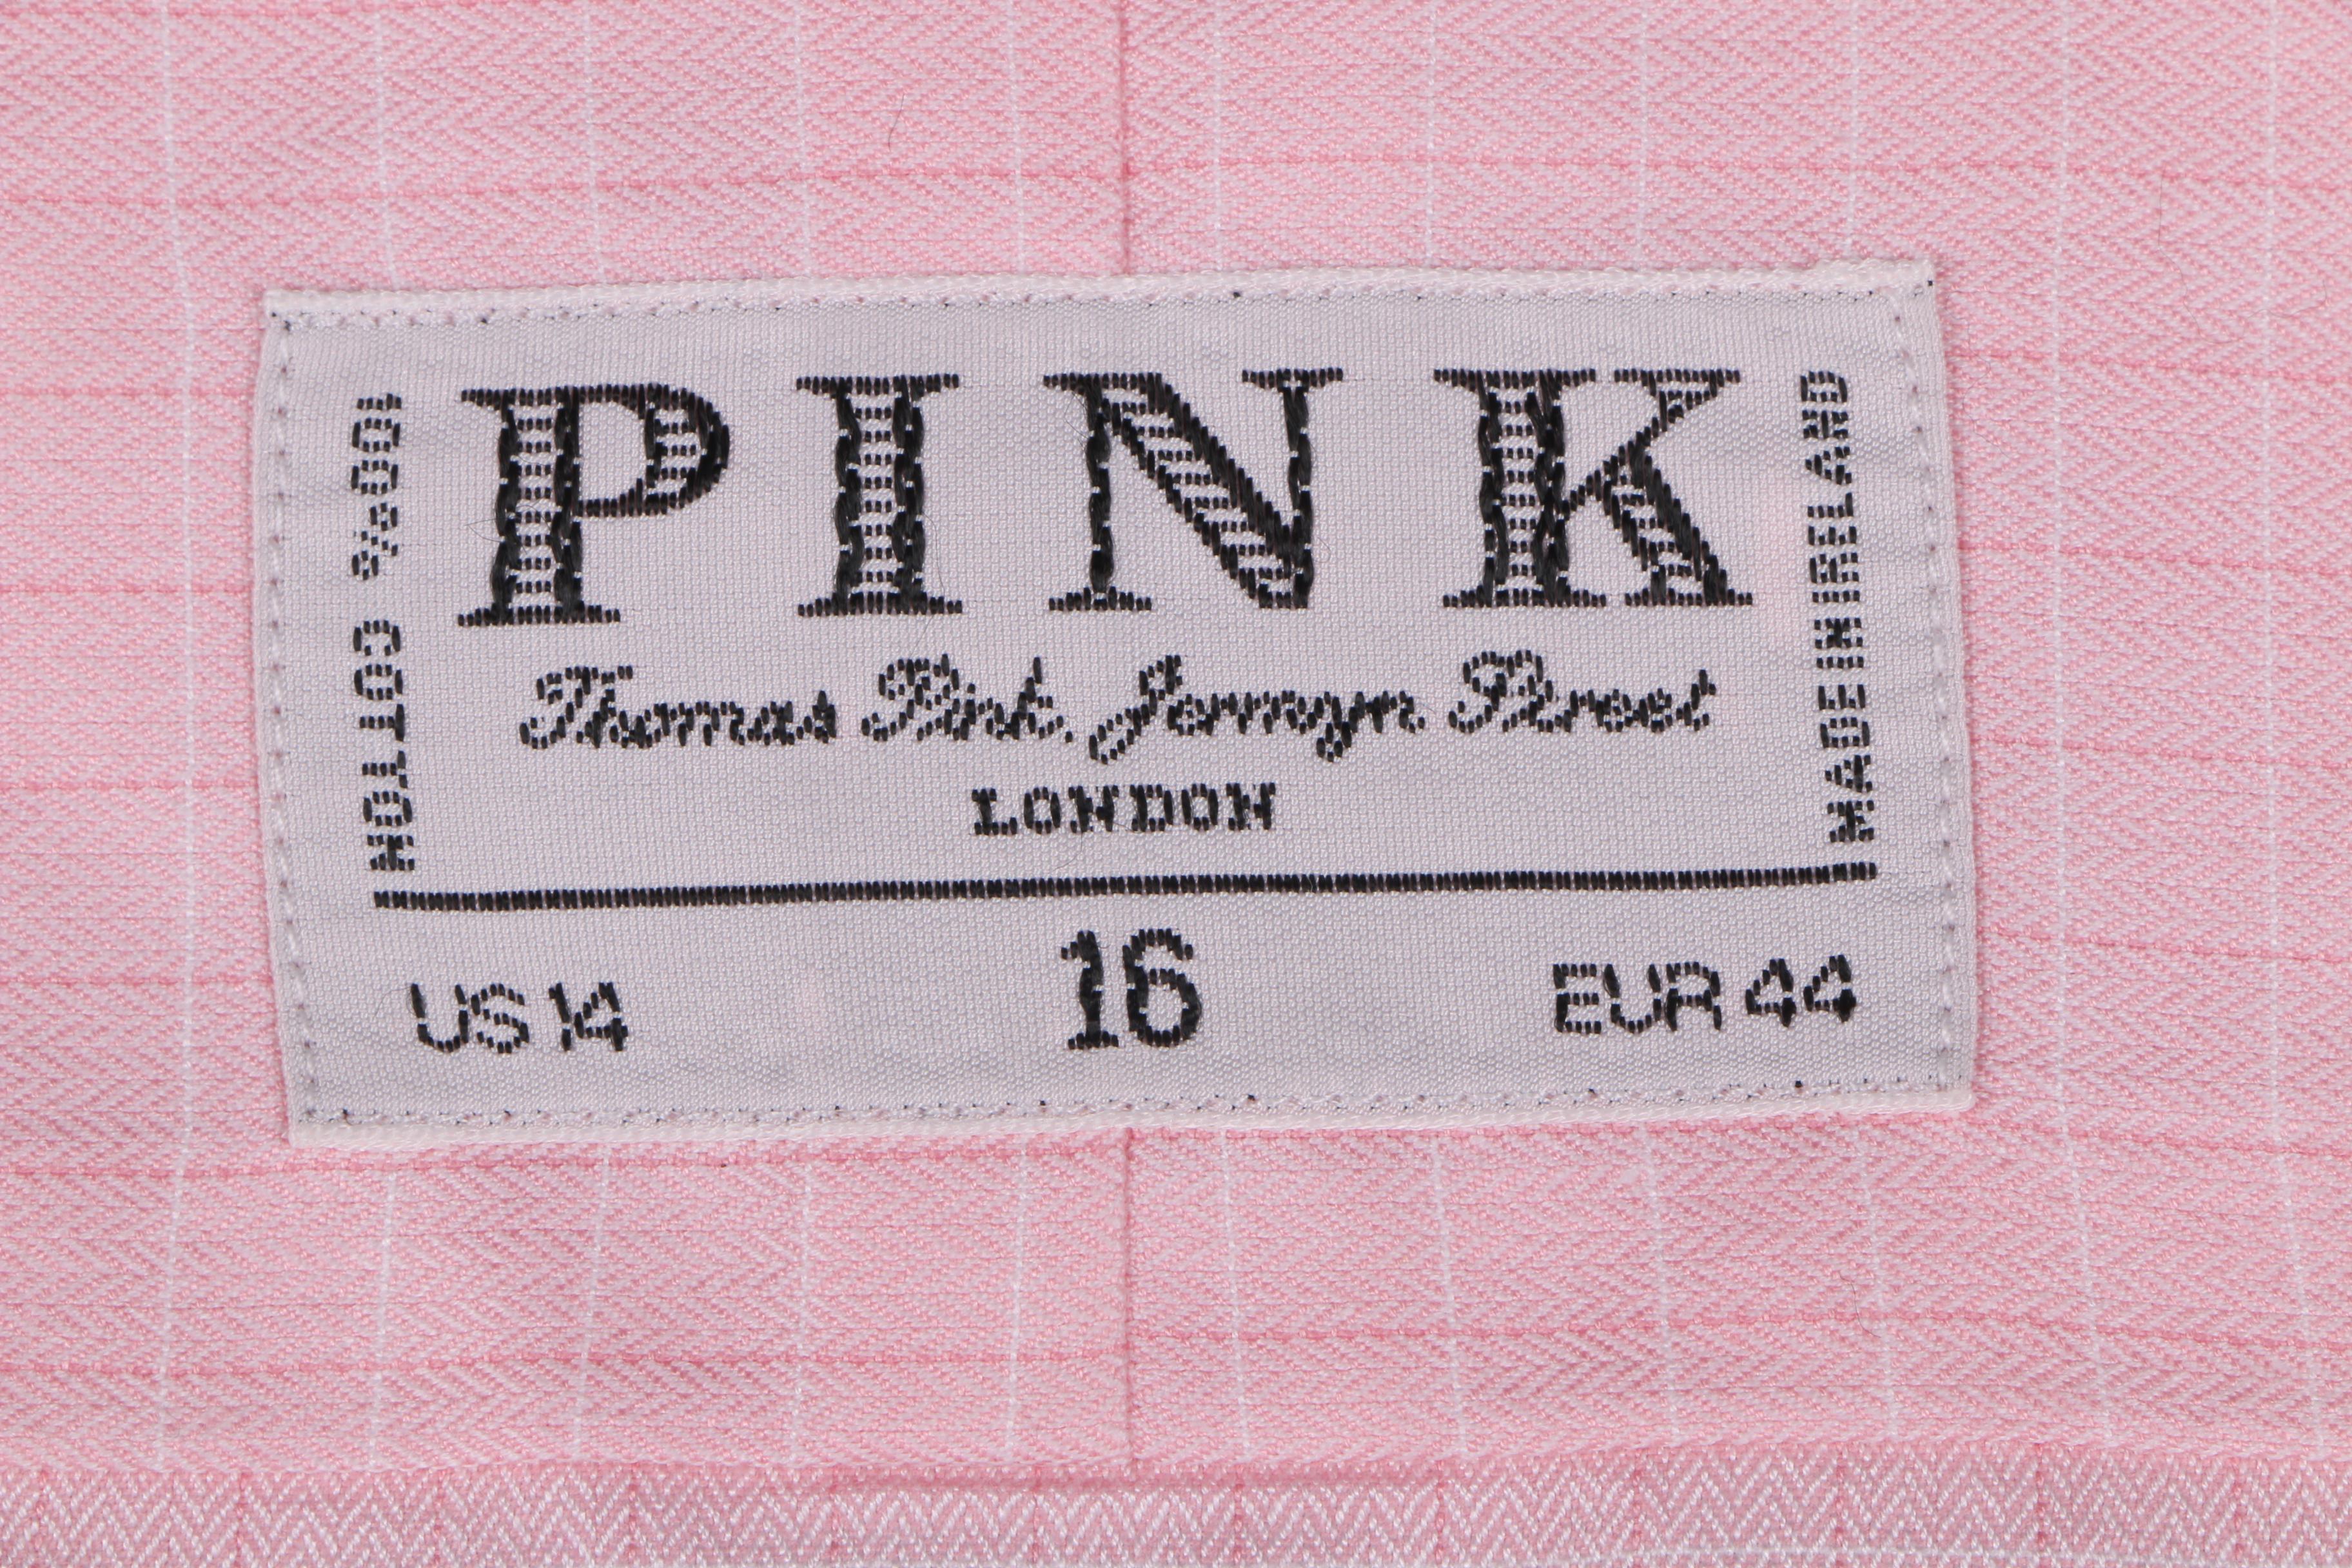 PINK
Thomas Pink, Jermyn Street
LONDON
100% COTTON
MADE IN IRELAND
US 14
16
EUR 44